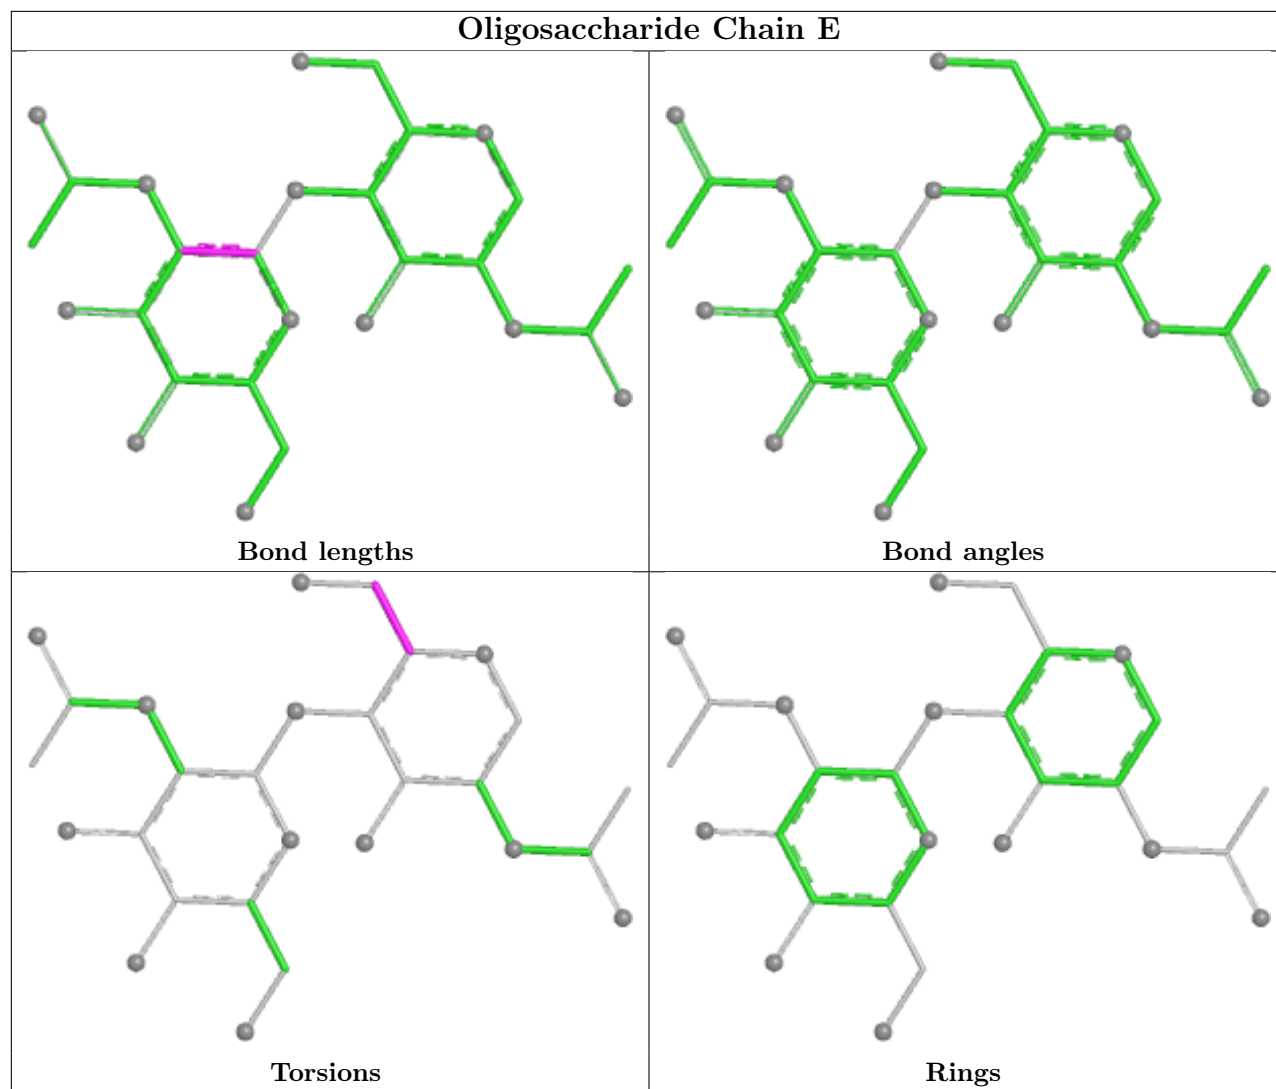 Oligosaccharide Chain E
Bond lengths
Bond angles
Torsions
Rings